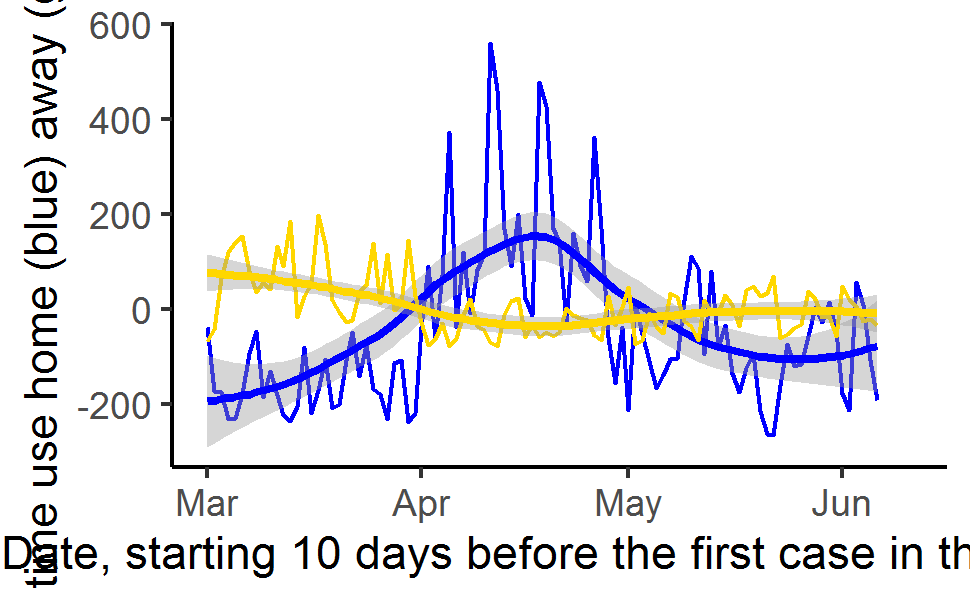 time use home (blue) away (
600
400
200
0
-200
Mar Apr May Jun
Date, starting 10 days before the first case in th